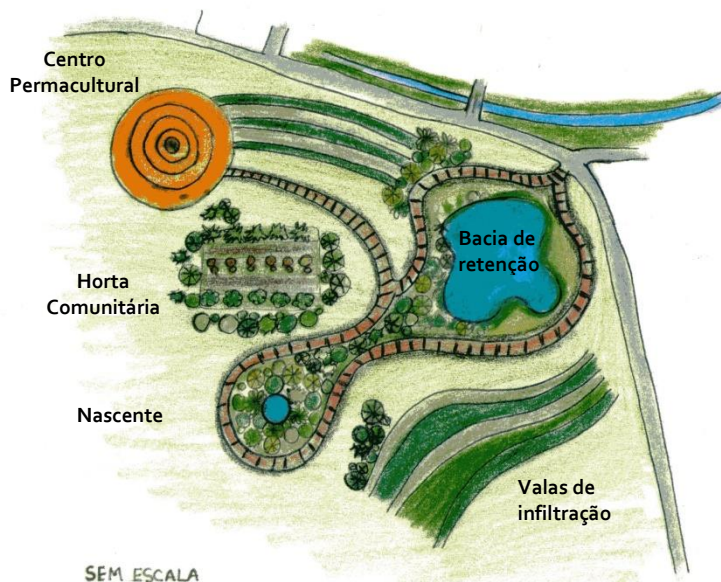 Centro
Permacultural
Bacia de
retenção
Horta
Comunitária
Nascente
Valas de
infiltração
SEM ESCALA